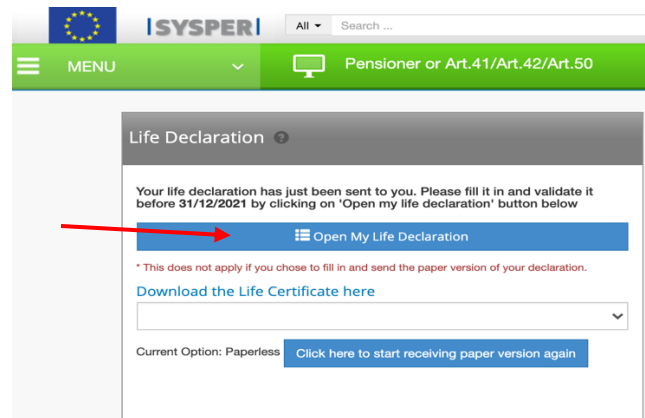 SYSPER All Search ...
MENU Pensioner or Art.41/Art.42/Art.50
Life Declaration ?
Your life declaration has just been sent to you. Please fill it in and validate it
before 31/12/2021 by clicking on 'Open my life declaration' button below
Open My Life Declaration
* This does not apply if you chose to fill in and send the paper version of your declaration.
Download the Life Certificate here
Current Option: Paperless Click here to start receiving paper version again